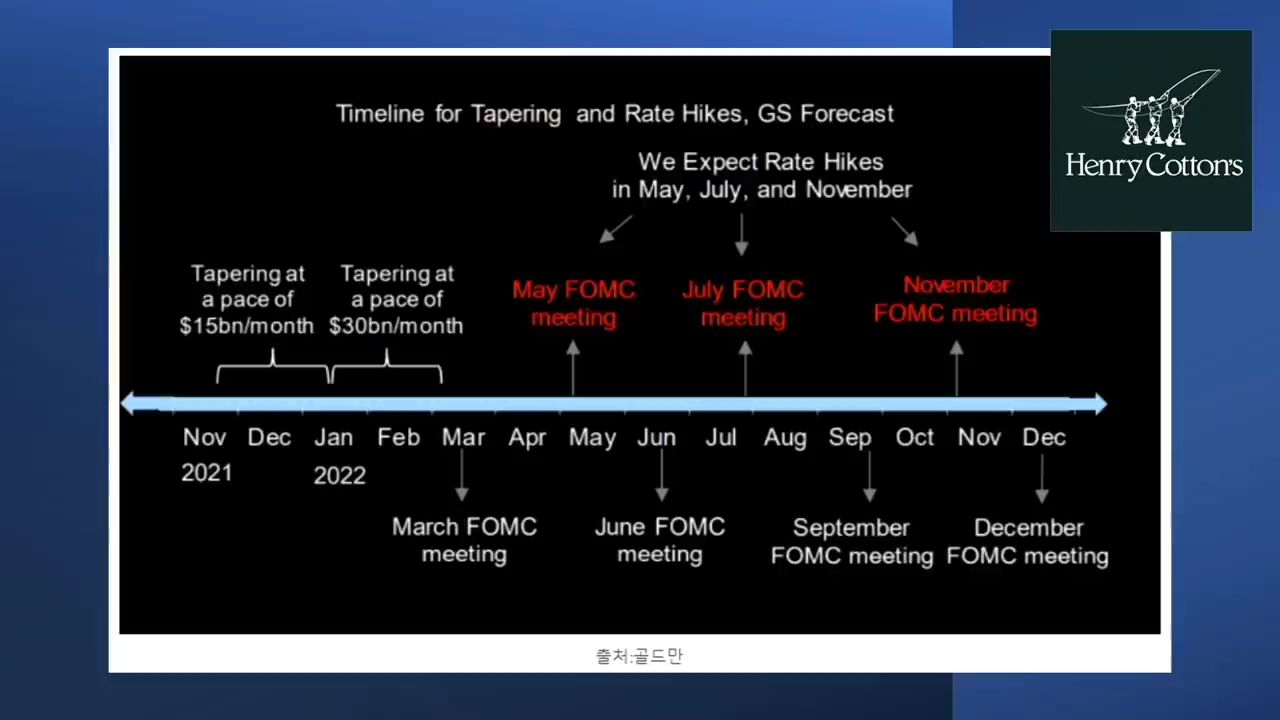 Timeline for Tapering and Rate Hikes, GS Forecast
Henry Cotton's
We Expect Rate Hikes
in May, July, and November
Tapering at
a pace of
$15bn/month
Tapering at
a pace of
$30bn/month
May FOMC
meeting
July FOMC
meeting
November
FOMC meeting
Nov Dec Jan Feb Mar Apr May Jun Jul Aug Sep Oct Nov Dec
2021 2022
March FOMC
meeting
June FOMC
meeting
September
FOMC meeting
December
FOMC meeting
출처:골드만